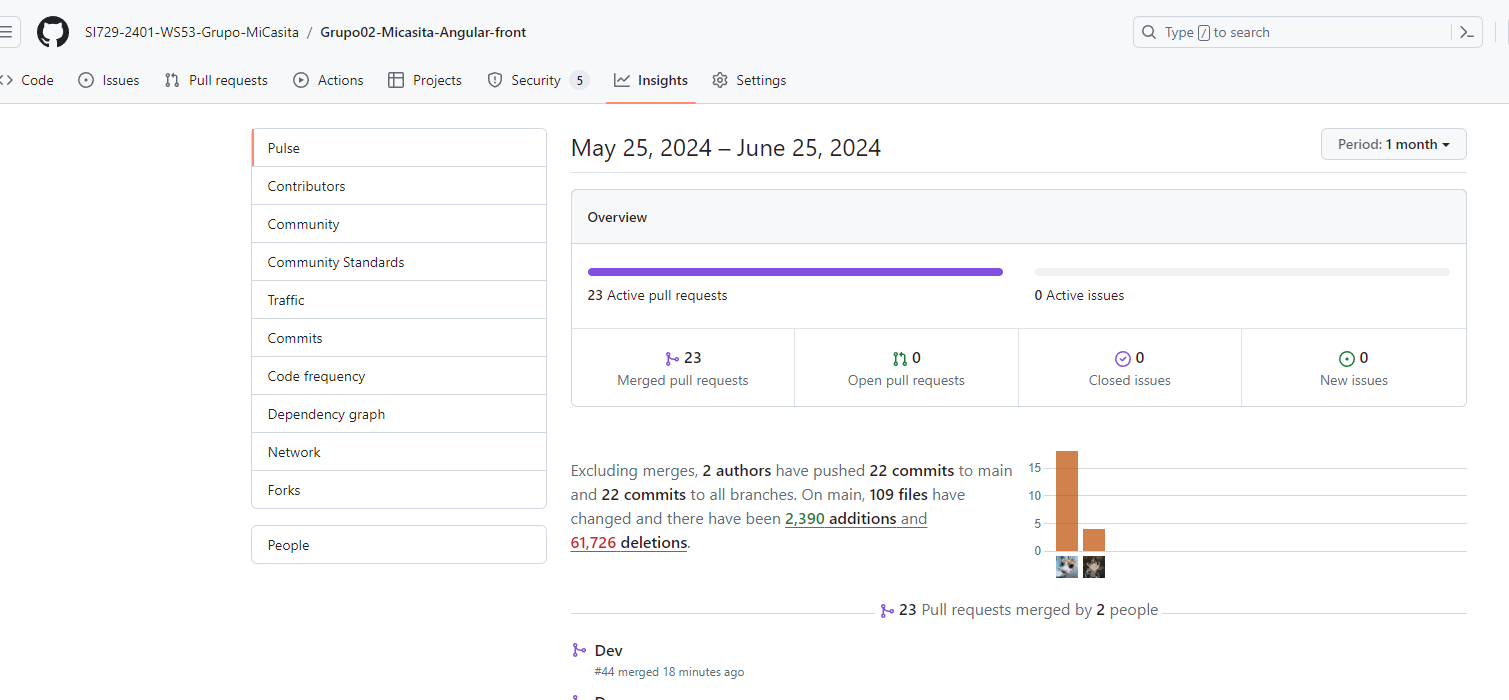 SI729-2401-WS53-Grupo-MiCasita / Grupo02-Micasita-Angular-front
Type / to search
Code
Issues
Pull requests
Actions
Projects
Security 5
Insights
Settings
Pulse
Contributors
Community
Community Standards
Traffic
Commits
Code frequency
Dependency graph
Network
Forks
People
May 25, 2024 – June 25, 2024
Period: 1 month
Overview
23 Active pull requests
0 Active issues
23
Merged pull requests
0
Open pull requests
0
Closed issues
0
New issues
Excluding merges, 2 authors have pushed 22 commits to main
and 22 commits to all branches. On main, 109 files have
changed and there have been 2,390 additions and
61,726 deletions.
15
10
5
0
23 Pull requests merged by 2 people
Dev
#44 merged 18 minutes ago